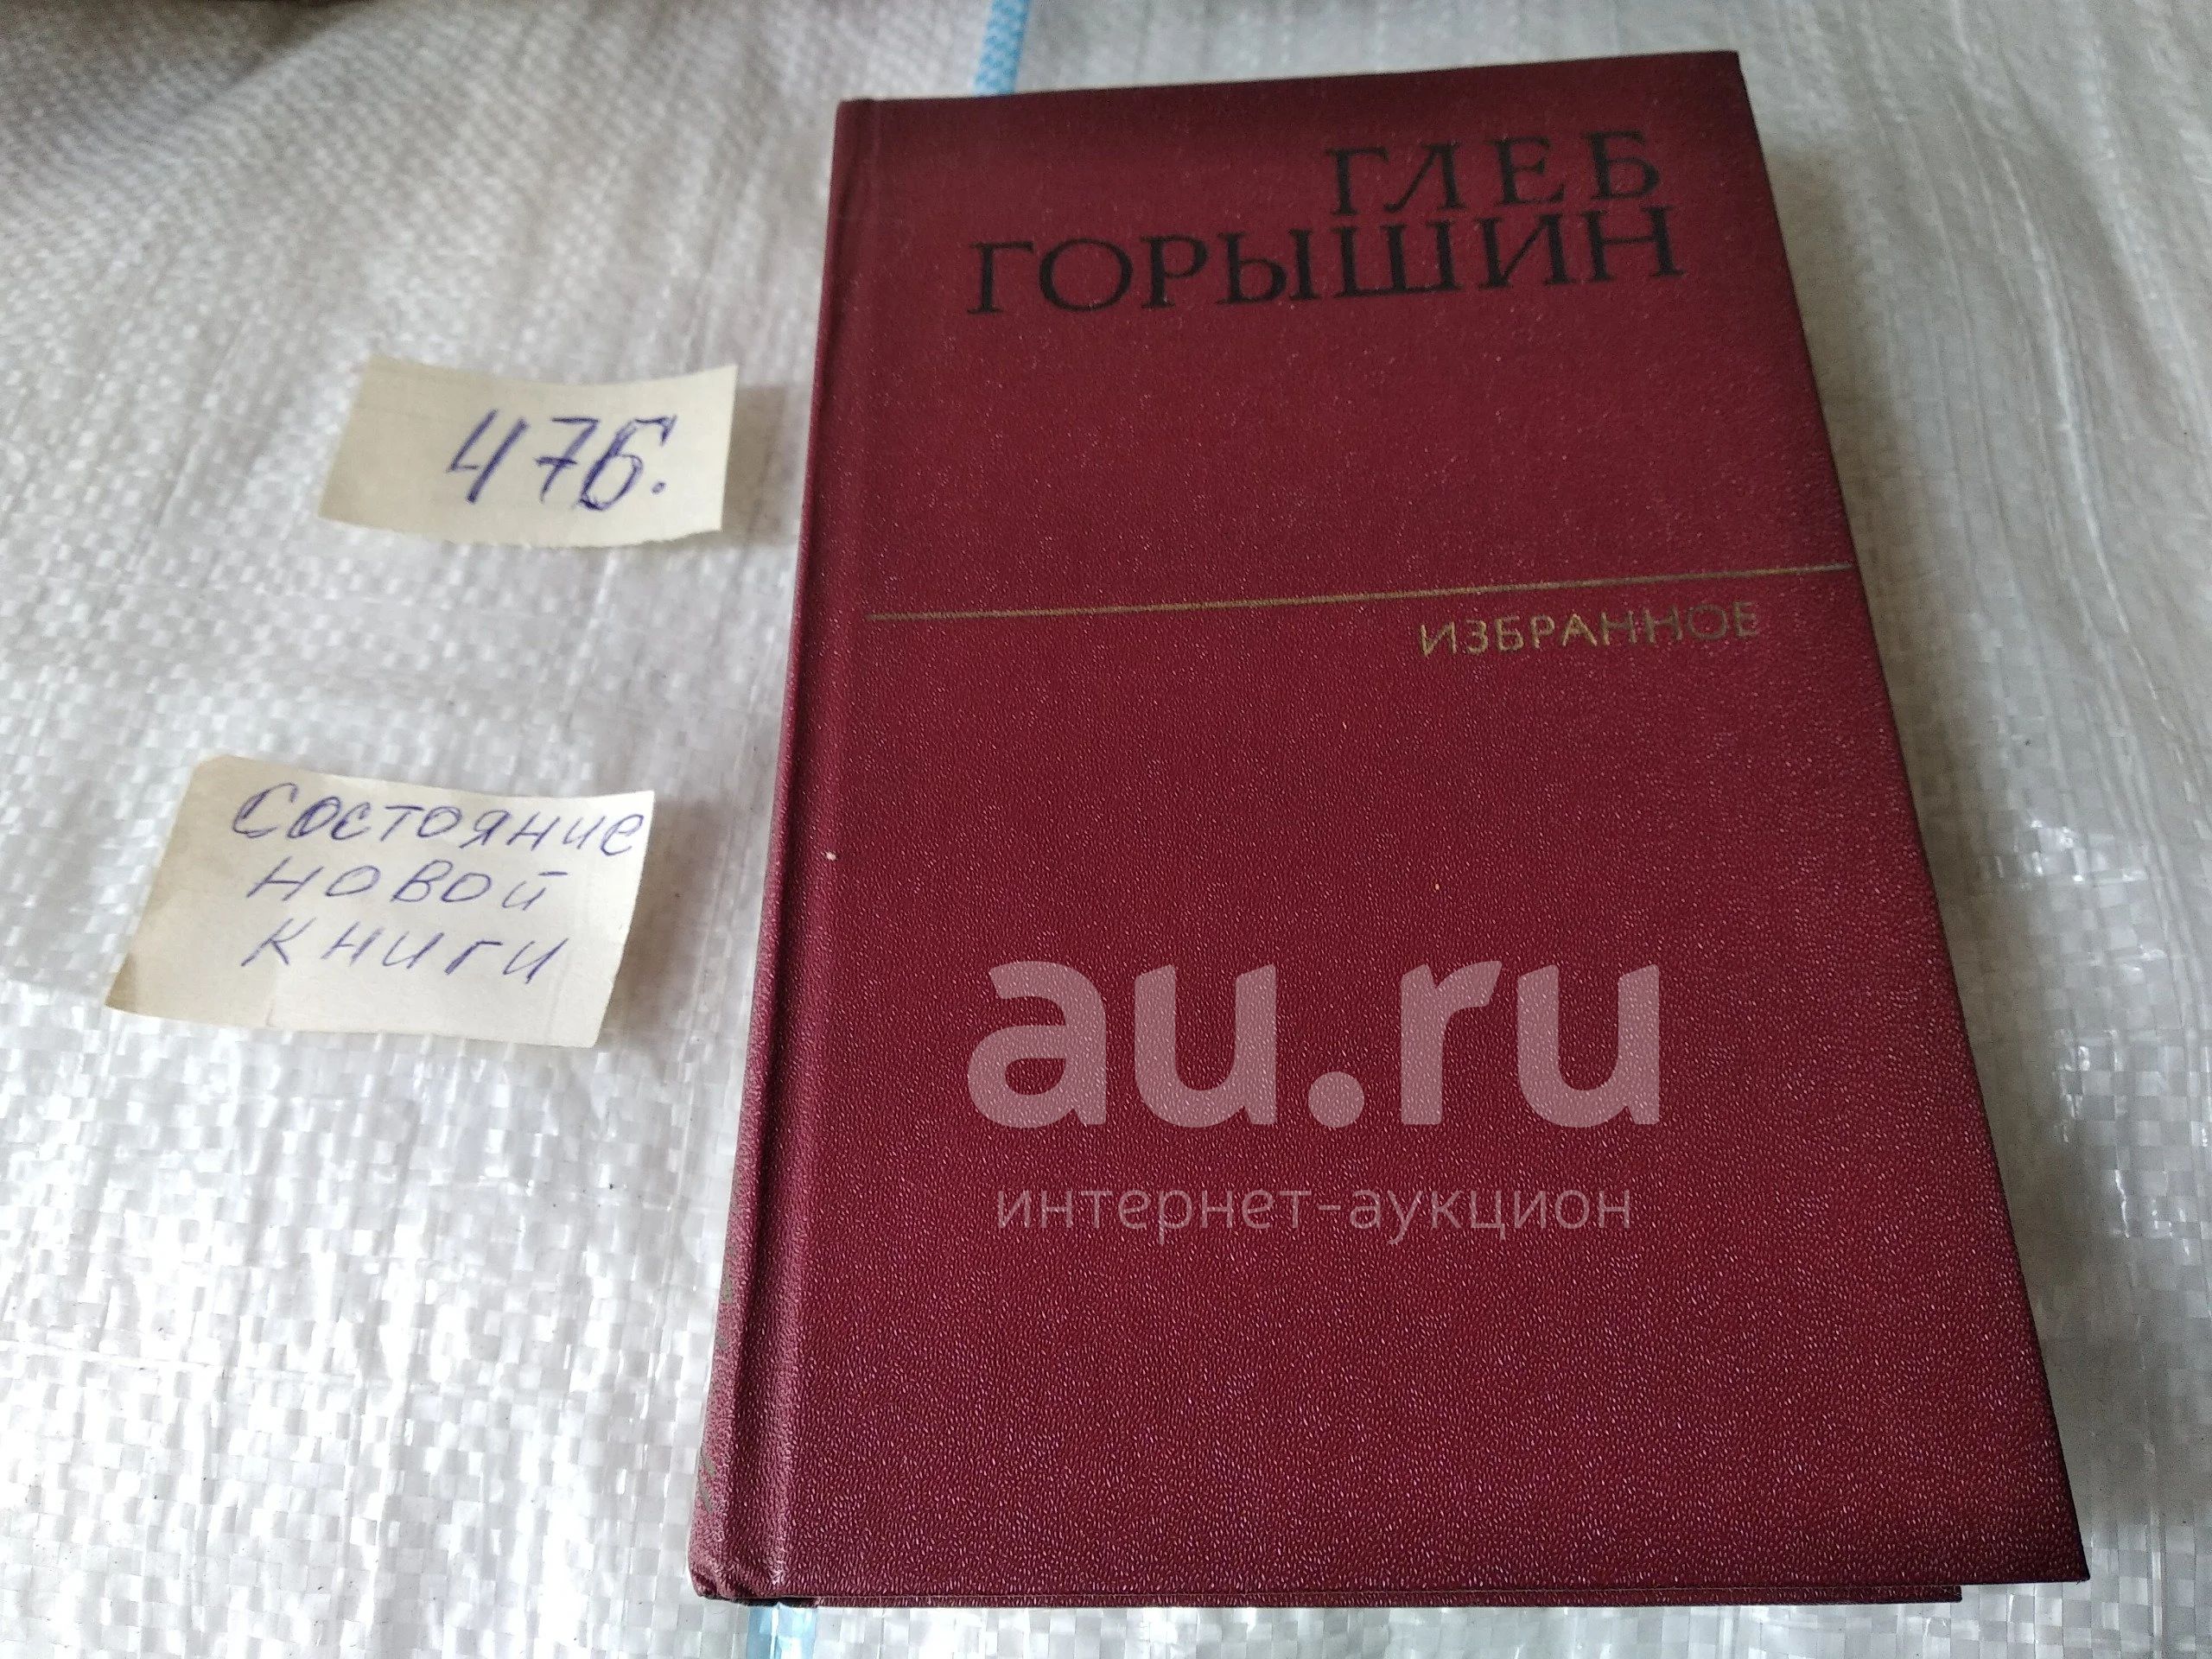 ГЛЕБ
ГОРЫШИН
476.
ИЗБРАННОЕ
состояние
новой
книги
au.ru
интернет-аукцион